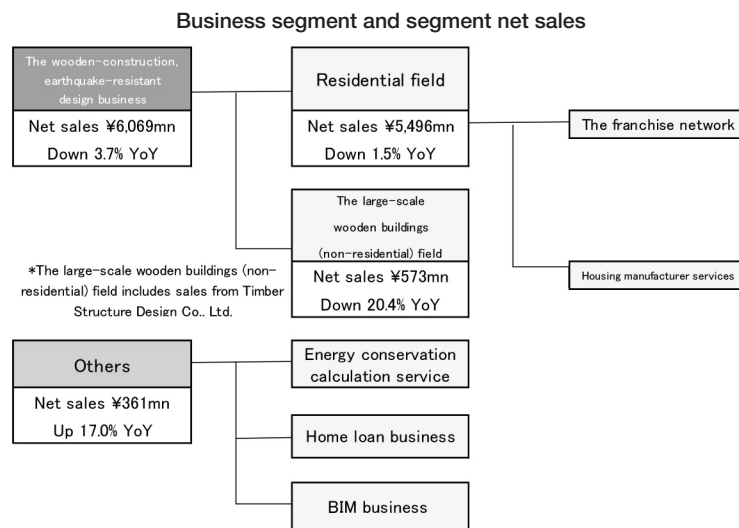 Business segment and segment net sales
The wooden-construction,
earthquake-resistant
design business
Net sales ¥6,069mn
Down 3.7% YoY
Residential field
Net sales ¥5,496mn
Down 1.5% YoY
The franchise network
The large-scale
wooden buildings
(non-residential) field
Net sales ¥573mn
Down 20.4% YoY
Housing manufacturer services
*The large-scale wooden buildings (non-
residential) field includes sales from Timber
Structure Design Co., Ltd.
Others
Net sales ¥361mn
Up 17.0% YoY
Energy conservation
calculation service
Home loan business
BIM business